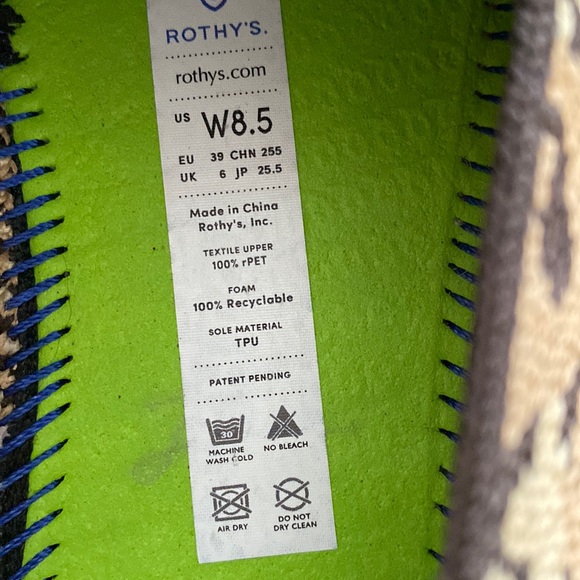 ROTHY'S.
rothys.com
US W8.5
EU 39 CHN 255
UK 6 JP 25.5
Made in China
Rothy's, Inc.
TEXTILE UPPER
100% rPET
FOAM
100% Recyclable
SOLE MATERIAL
TPU
PATENT PENDING
30°
MACHINE
WASH COLD
NO BLEACH
AIR DRY
DO NOT
DRY CLEAN